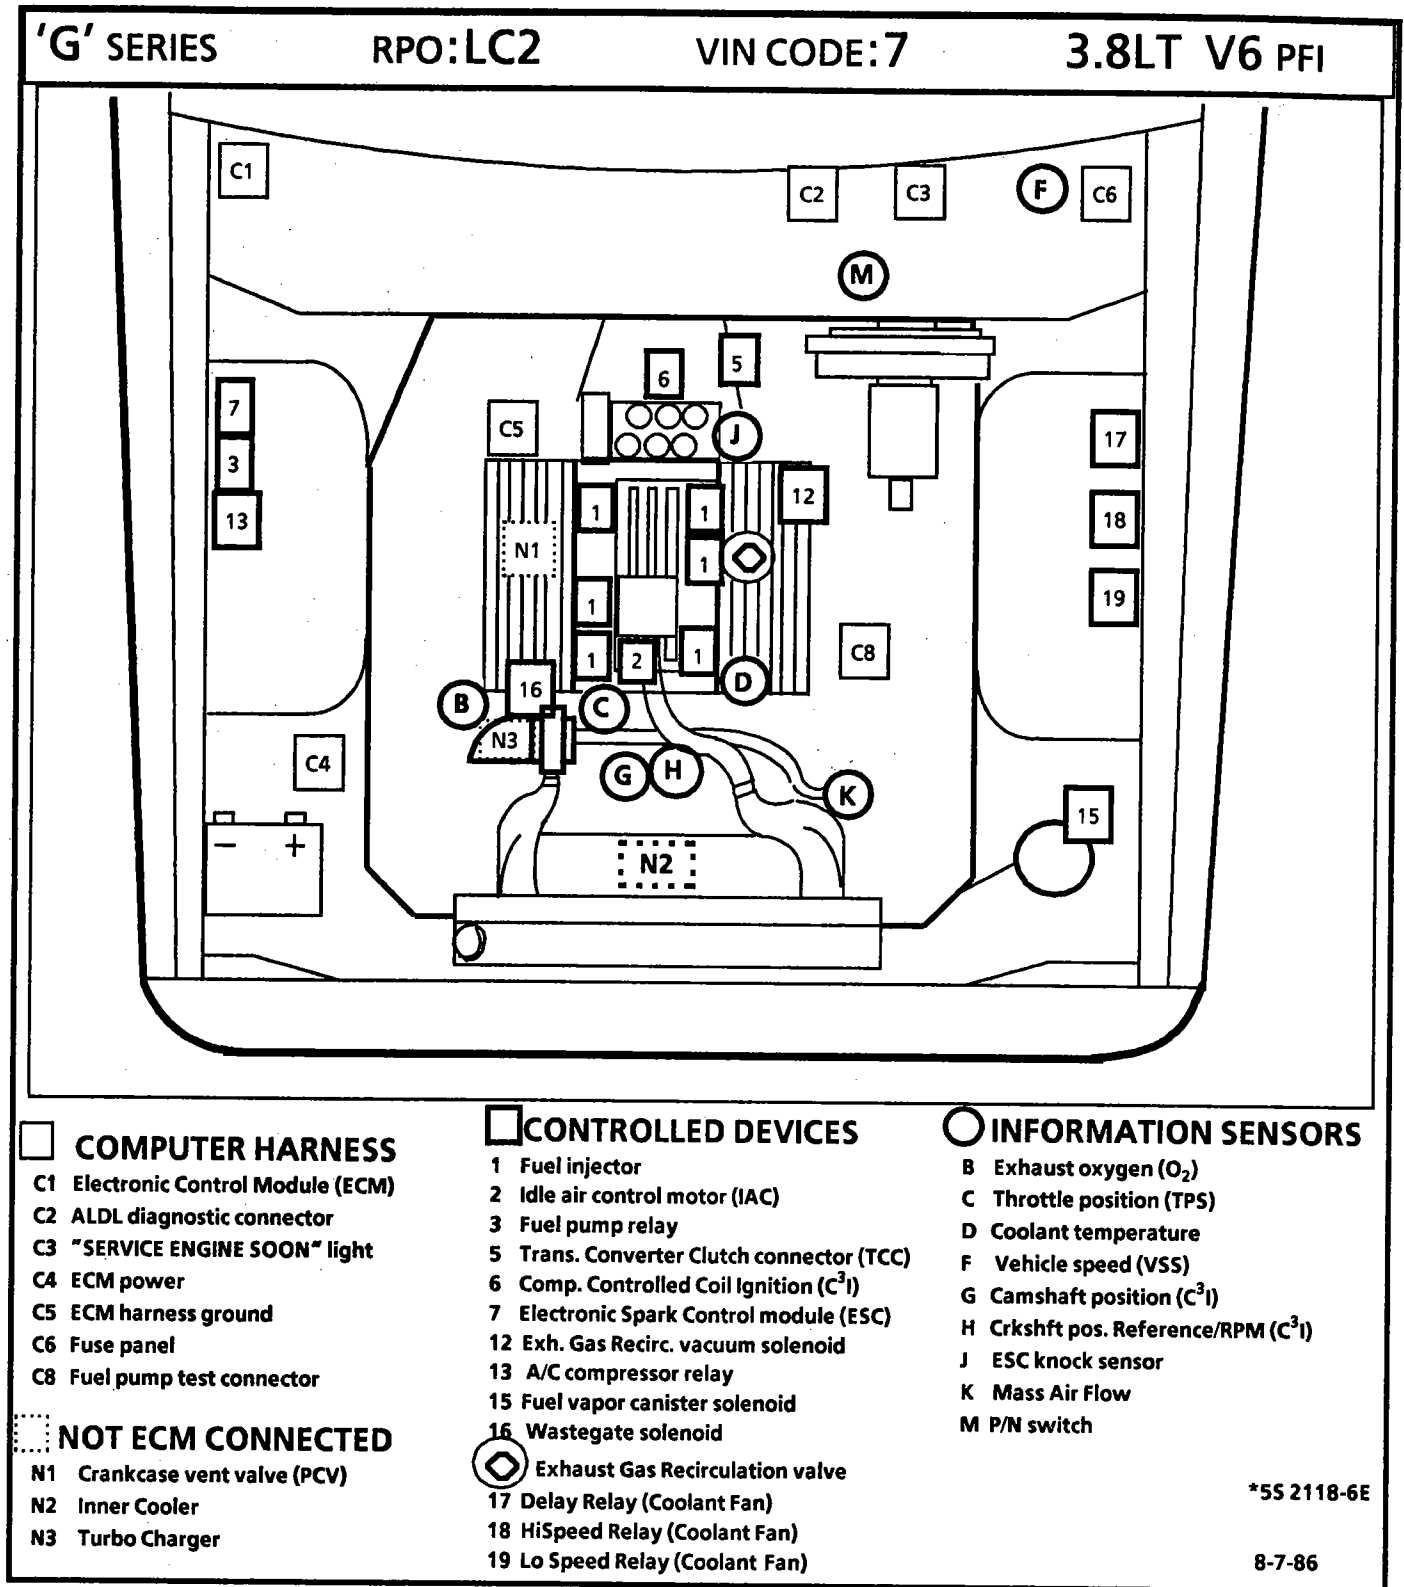 'G' SERIES RPO:LC2 VIN CODE:7 3.8LT V6 PFI
C1
C2
C3
F
C6
M
6
5
7
C5
J
17
3
12
13
1
1
18
N1
1
1
19
1
2
1
C8
16
D
B
C
N3
C4
G
H
K
15
- +
N2
COMPUTER HARNESS
C1 Electronic Control Module (ECM)
C2 ALDL diagnostic connector
C3 "SERVICE ENGINE SOON" light
C4 ECM power
C5 ECM harness ground
C6 Fuse panel
C8 Fuel pump test connector
NOT ECM CONNECTED
N1 Crankcase vent valve (PCV)
N2 Inner Cooler
N3 Turbo Charger
CONTROLLED DEVICES
1 Fuel injector
2 Idle air control motor (IAC)
3 Fuel pump relay
5 Trans. Converter Clutch connector (TCC)
6 Comp. Controlled Coil Ignition (C³I)
7 Electronic Spark Control module (ESC)
12 Exh. Gas Recirc. vacuum solenoid
13 A/C compressor relay
15 Fuel vapor canister solenoid
16 Wastegate solenoid
Exhaust Gas Recirculation valve
17 Delay Relay (Coolant Fan)
18 HiSpeed Relay (Coolant Fan)
19 Lo Speed Relay (Coolant Fan)
INFORMATION SENSORS
B Exhaust oxygen (O₂)
C Throttle position (TPS)
D Coolant temperature
F Vehicle speed (VSS)
G Camshaft position (C³I)
H Crkshft pos. Reference/RPM (C³I)
J ESC knock sensor
K Mass Air Flow
M P/N switch
*5S 2118-6E
8-7-86